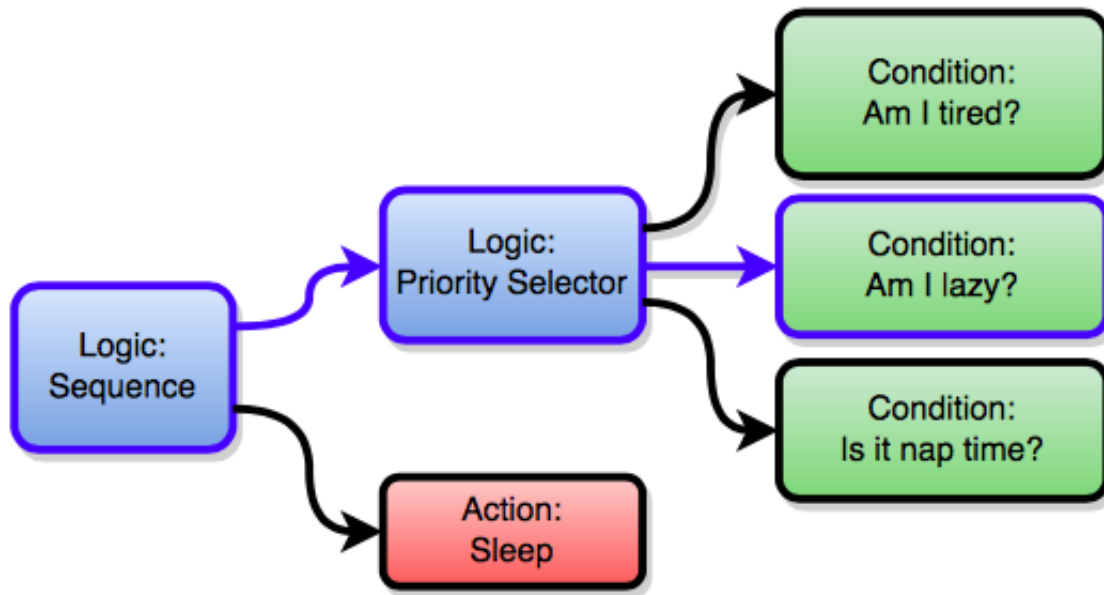 Condition:
Am I tired?
Logic:
Priority Selector
Condition:
Am I lazy?
Logic:
Sequence
Condition:
Is it nap time?
Action:
Sleep